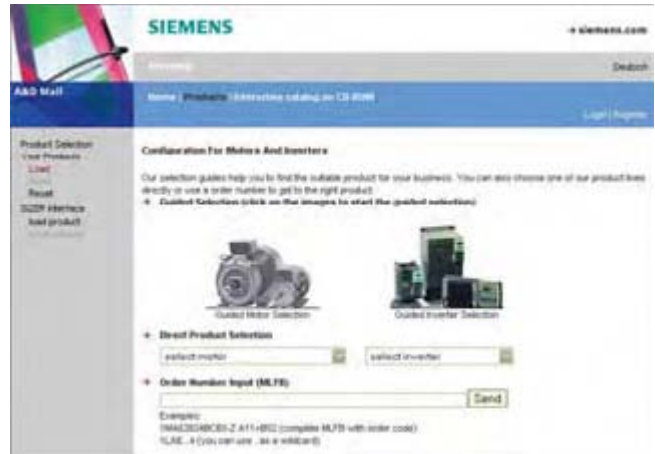 SIEMENS
→ siemens.com
Deutsch
A&D Mall
Home | Products | Interactive catalog on CD-ROM
Login | Register
Product Selection
Your Products
Load
Reset
SIZER interface
load product
Configuration For Motors And Inverters
Our selection guides help you to find the suitable product for your business. You can also choose one of our product lines
directly or use a order number to get to the right product.
→ Guided Selection (click on the images to start the guided selection)
Guided Motor Selection
Guided Inverter Selection
→ Direct Product Selection
select motor
select inverter
→ Order Number Input (MLFB)
Send
Examples:
(complete MLFB with order code)
(you can use . as a wildcard)